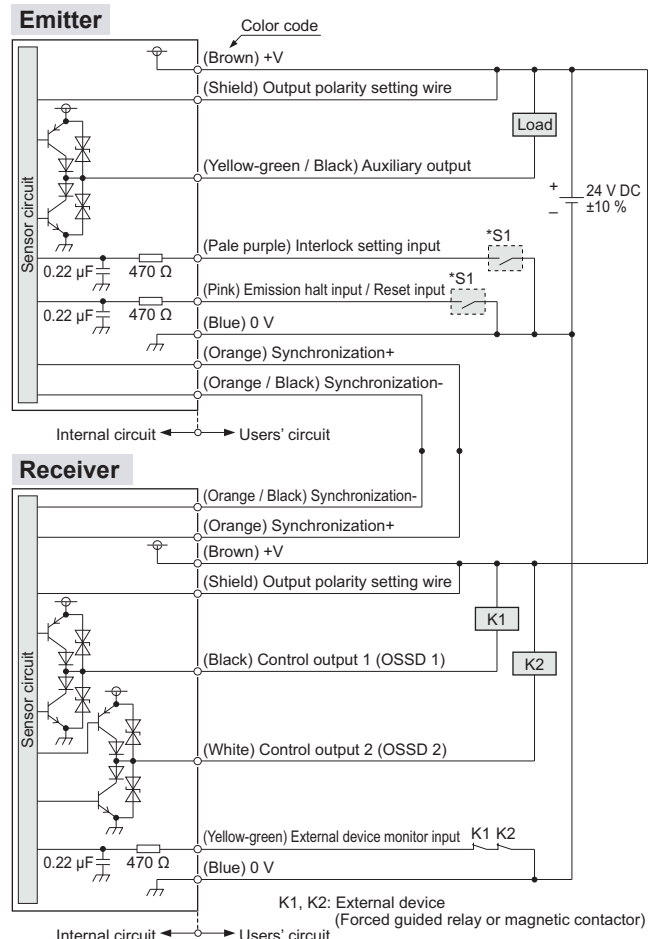 Emitter
Color code
(Brown) +V
(Shield) Output polarity setting wire
Load
(Yellow-green / Black) Auxiliary output
+
–
24 V DC
±10 %
Sensor circuit
(Pale purple) Interlock setting input
*S1
0.22 µF
470 Ω
(Pink) Emission halt input / Reset input
*S1
0.22 µF
470 Ω
(Blue) 0 V
(Orange) Synchronization+
(Orange / Black) Synchronization-
Internal circuit
Users' circuit
Receiver
(Orange / Black) Synchronization-
(Orange) Synchronization+
(Brown) +V
(Shield) Output polarity setting wire
K1
(Black) Control output 1 (OSSD 1)
K2
Sensor circuit
(White) Control output 2 (OSSD 2)
(Yellow-green) External device monitor input
K1 K2
0.22 µF
470 Ω
(Blue) 0 V
K1, K2: External device
(Forced guided relay or magnetic contactor)
Internal circuit
Users' circuit